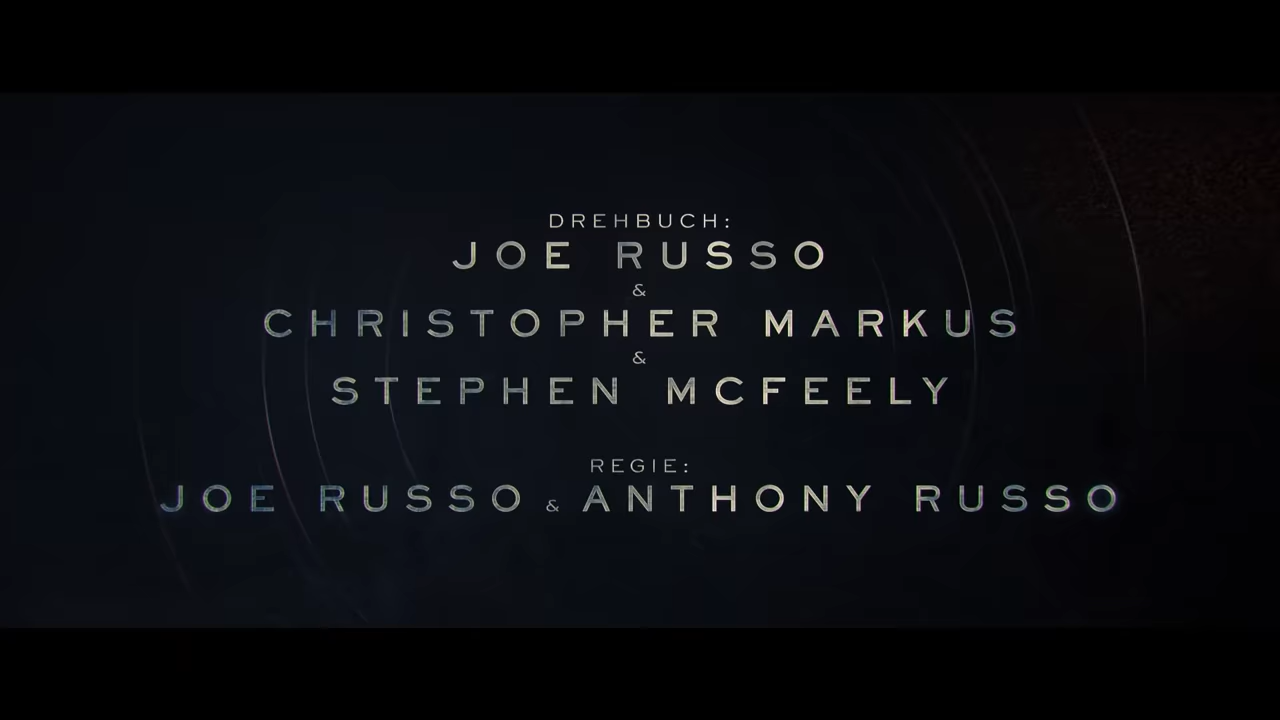 DREHBUCH:
JOE RUSSO
&
CHRISTOPHER MARKUS
&
STEPHEN MCFEELY
REGIE:
JOE RUSSO & ANTHONY RUSSO